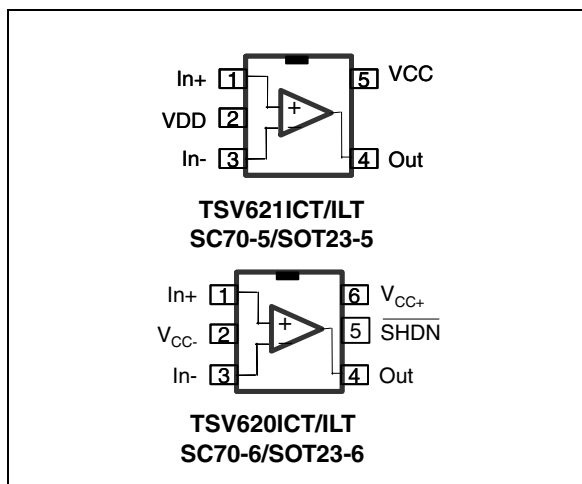 In+ 1 5 VCC
+
VDD 2
−
In- 3 4 Out
TSV621ICT/ILT
SC70-5/SOT23-5
In+ 1 6 VCC+
+
VCC- 2 5 SHDN
−
In- 3 4 Out
TSV620ICT/ILT
SC70-6/SOT23-6